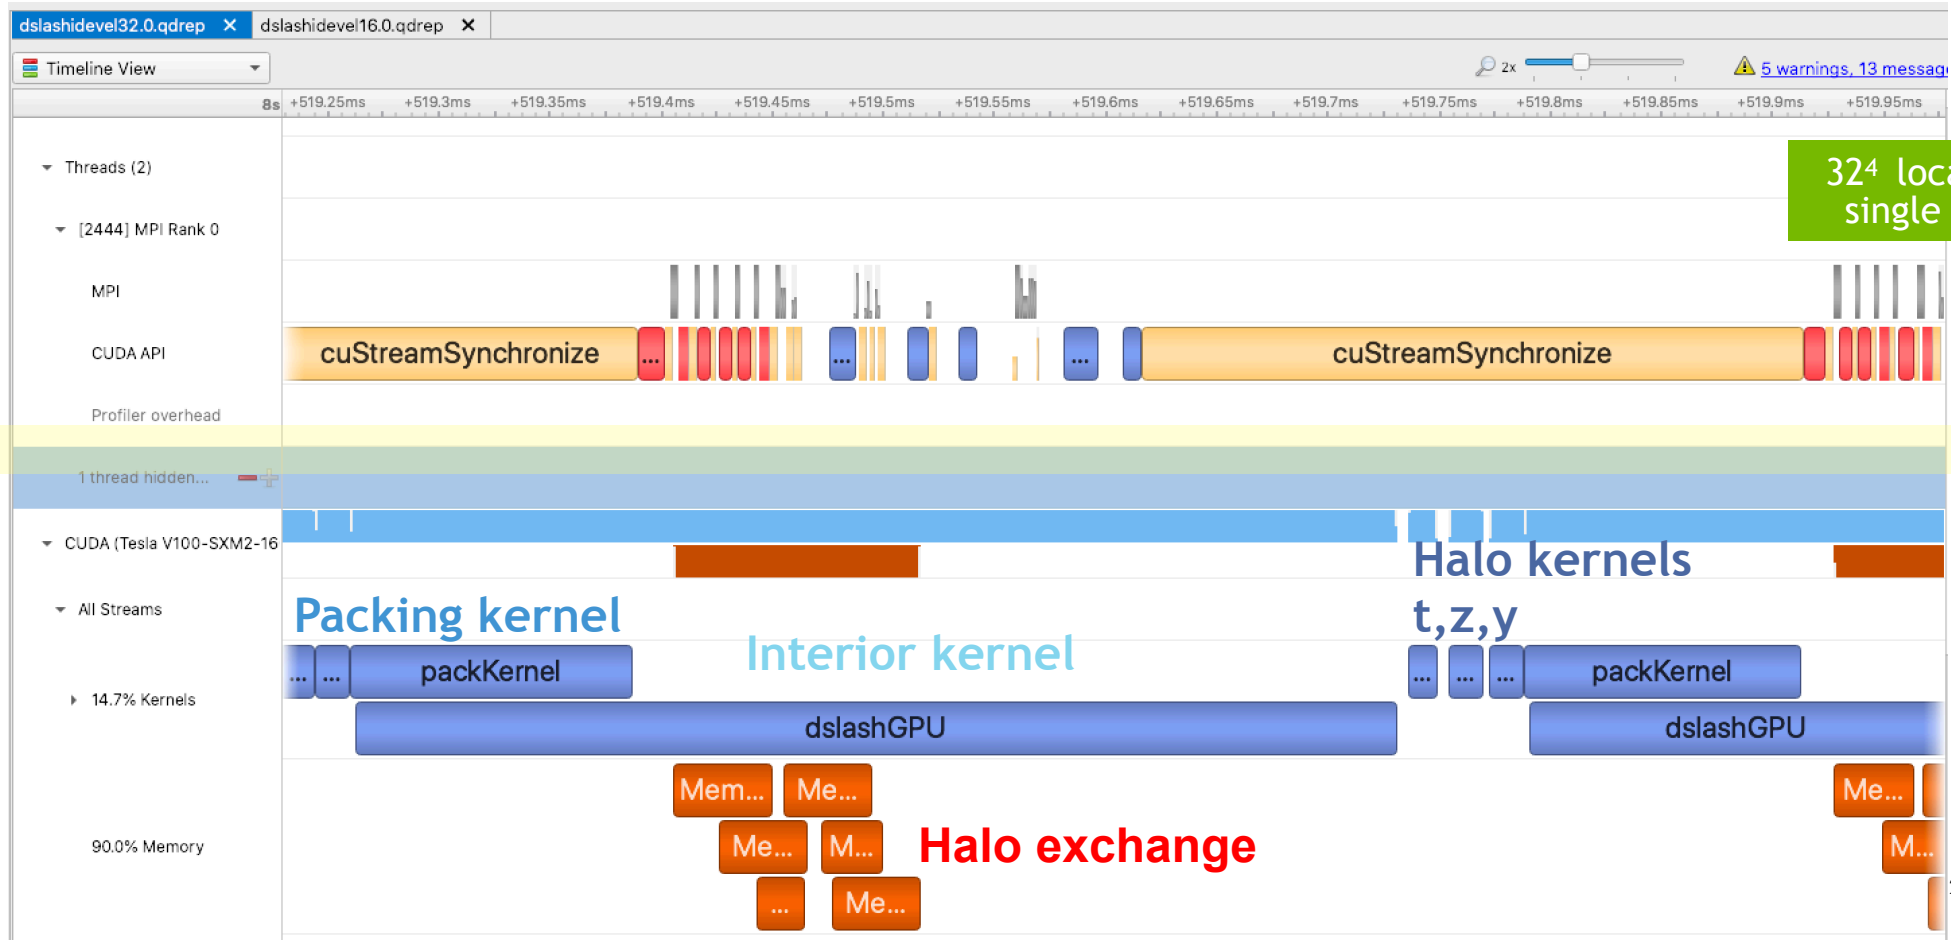 dslashidevel32.0.qdrep ✕ dslashidevel16.0.qdrep ✕
Timeline View 2x 5 warnings, 13 messag
8s +519.25ms +519.3ms +519.35ms +519.4ms +519.45ms +519.5ms +519.55ms +519.6ms +519.65ms +519.7ms +519.75ms +519.8ms +519.85ms +519.9ms +519.95ms
Threads (2)
32⁴ loca
single
[2444] MPI Rank 0
MPI
CUDA API cuStreamSynchronize ... ... ... cuStreamSynchronize
Profiler overhead
1 thread hidden...
CUDA (Tesla V100-SXM2-16
Halo kernels
t,z,y
All Streams
Packing kernel
Interior kernel
14.7% Kernels ... ... packKernel ... ... ... packKernel
dslashGPU dslashGPU
Mem... Me... Me...
90.0% Memory Me... M... Halo exchange M...
... Me...